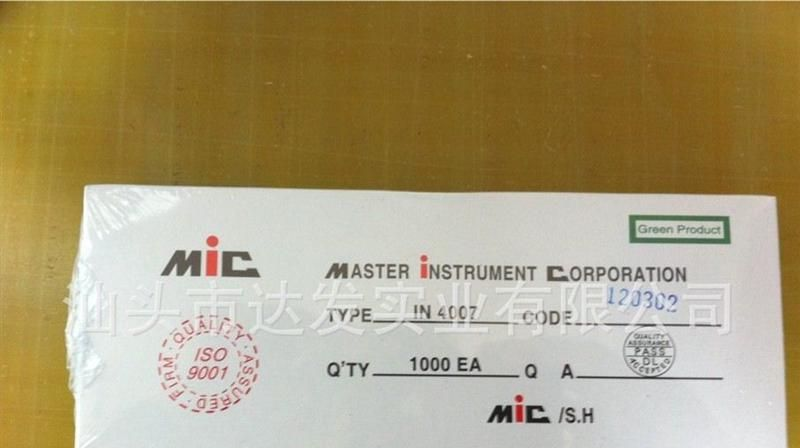 Green Product
MiC MASTER iNSTRUMENT CORPORATION
120302
汕头市达发实业有限公司
TYPE IN 4007 CODE
FIRM QUALITY ASSURED
ISO
9001
QUALITY
ASSURANCE
PASS
DL
ACCEPTED
Q'TY 1000 EA Q A
MiC /S.H